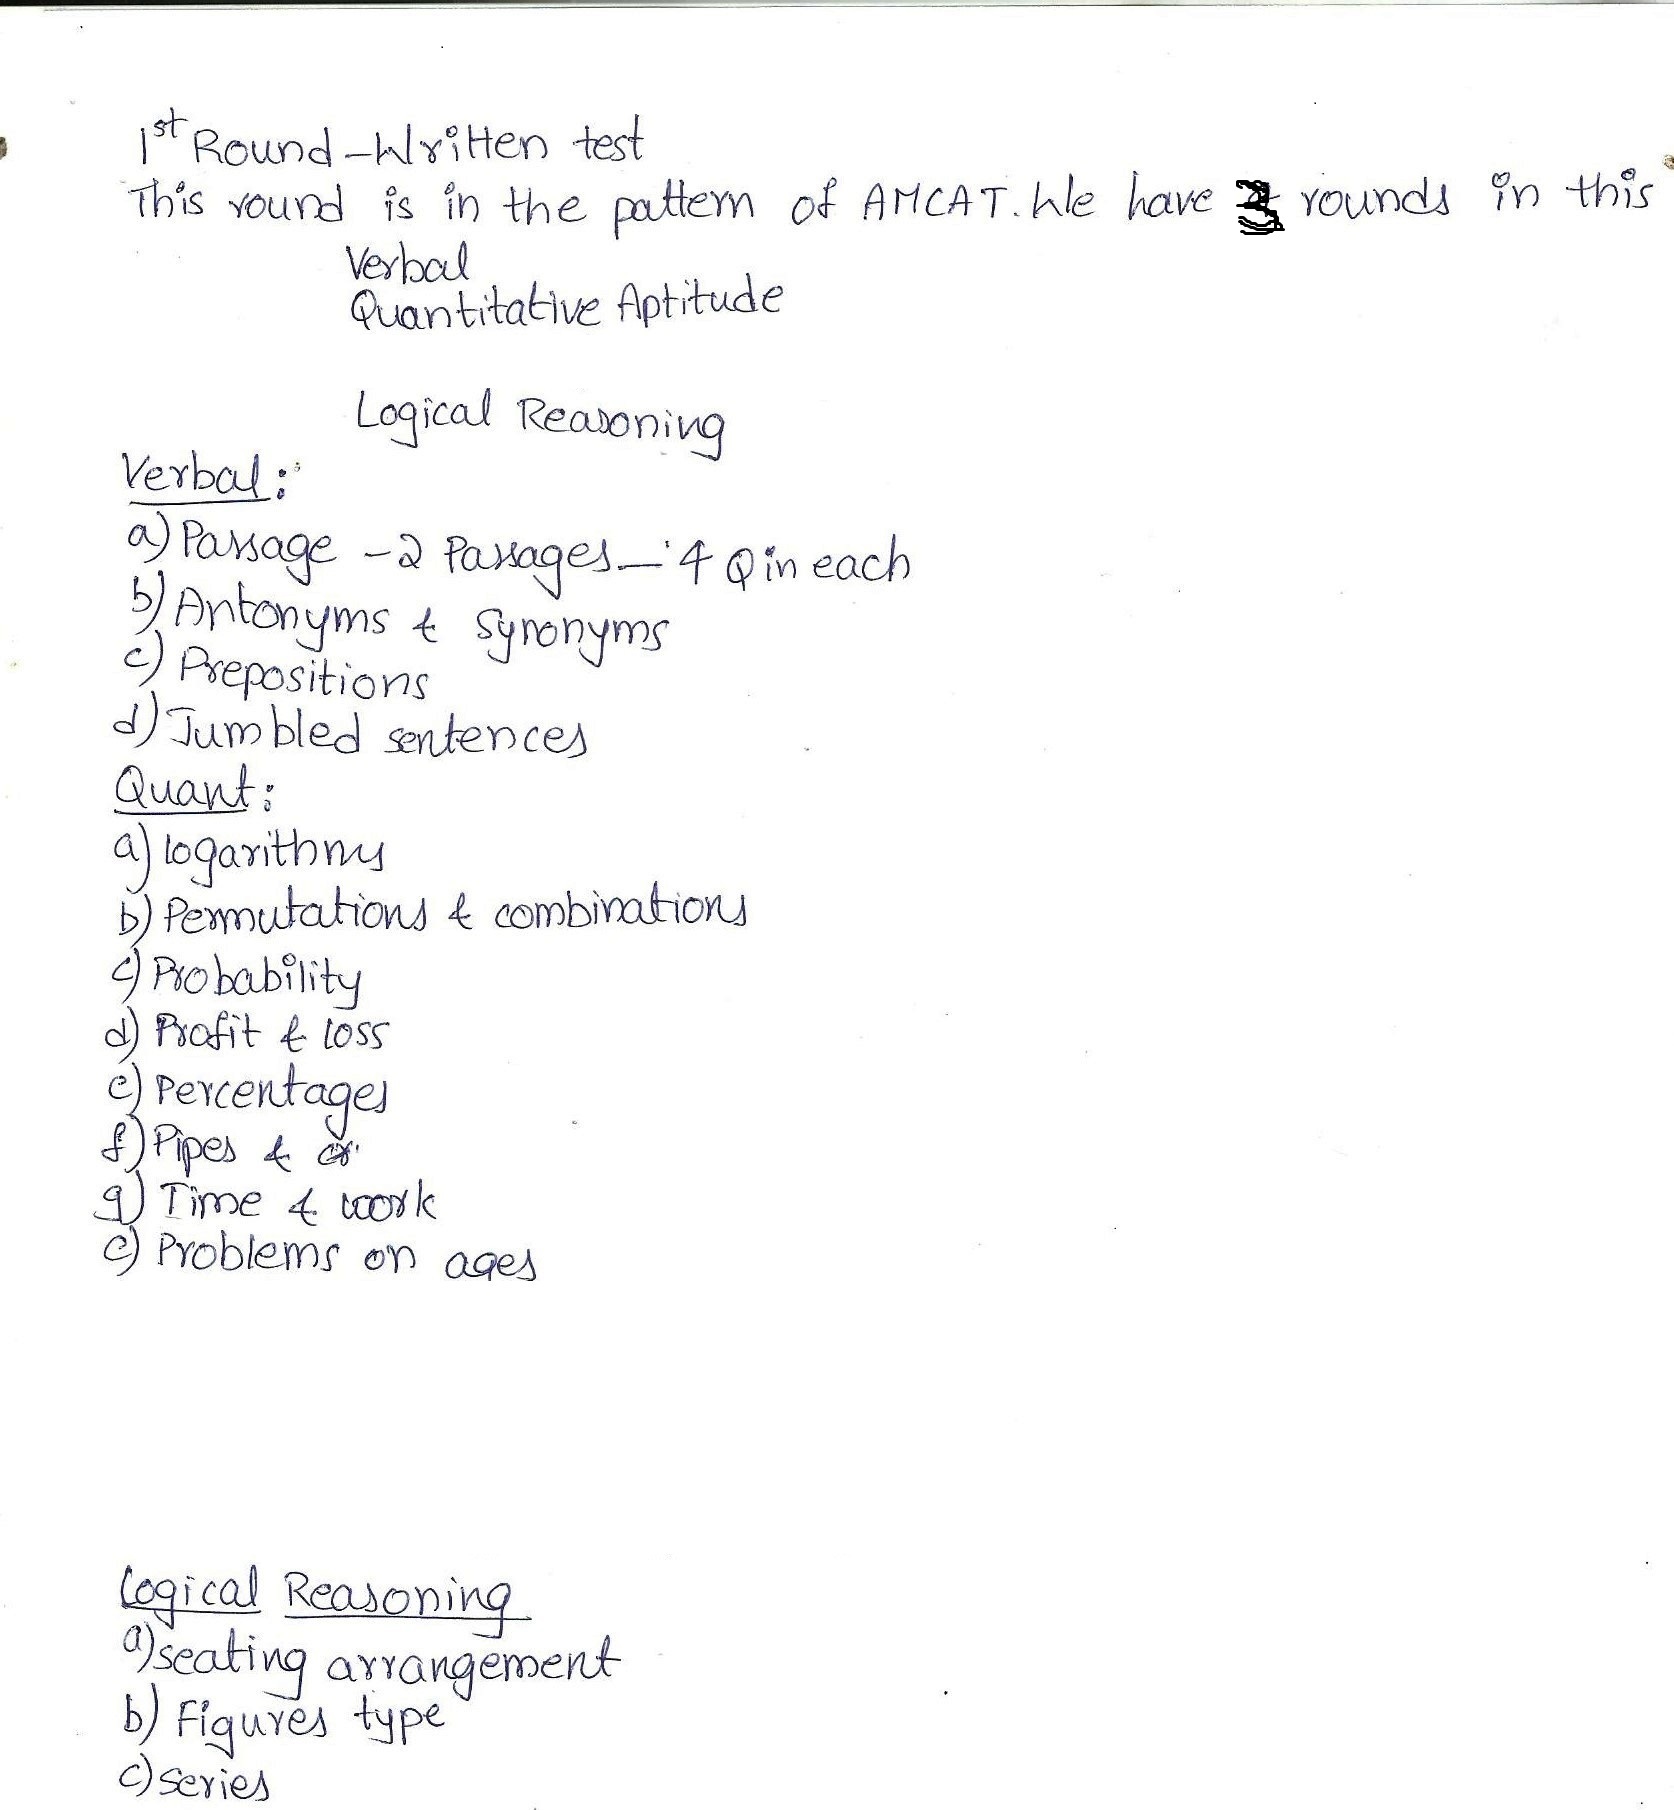 1st Round - Written test
This round is in the pattern of AMCAT. We have 3 rounds in this
Verbal
Quantitative Aptitude
Logical Reasoning
Verbal:
a) Passage - 2 Passages - 4 Q in each
b) Antonyms & Synonyms
c) Prepositions
d) Jumbled sentences
Quant:
a) logarithms
b) Permutations & combinations
c) Probability
d) Profit & loss
e) Percentages
f) Pipes &
g) Time & work
e) Problems on ages
Logical Reasoning
a) seating arrangement
b) Figures type
c) series